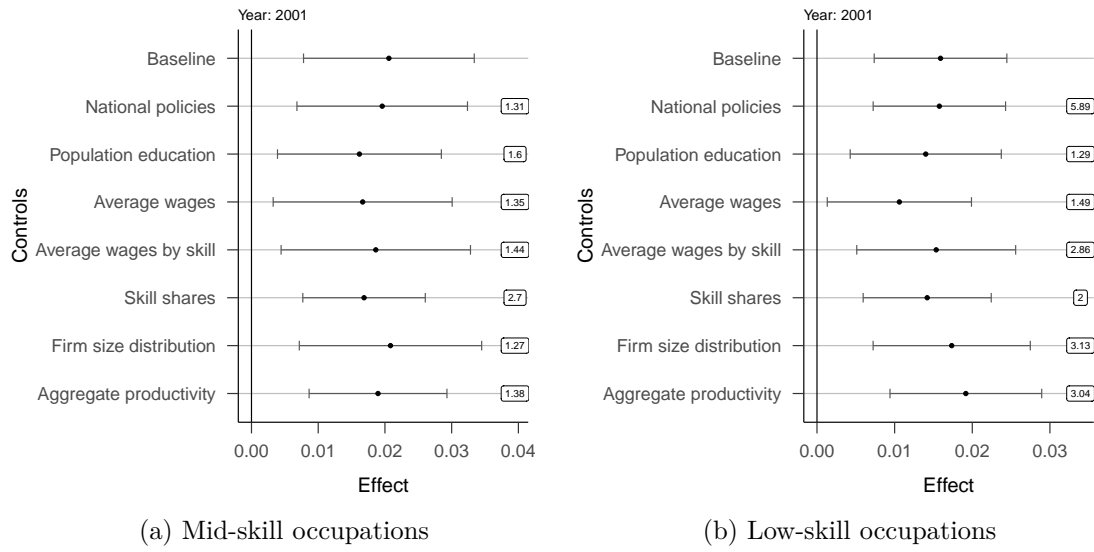 Year: 2001
Controls
Baseline
National policies 1.31
Population education 1.6
Average wages 1.35
Average wages by skill 1.44
Skill shares 2.7
Firm size distribution 1.27
Aggregate productivity 1.38
0.00 0.01 0.02 0.03 0.04
Effect
(a) Mid-skill occupations
Year: 2001
Controls
Baseline
National policies 5.89
Population education 1.29
Average wages 1.49
Average wages by skill 2.86
Skill shares 2
Firm size distribution 3.13
Aggregate productivity 3.04
0.00 0.01 0.02 0.03
Effect
(b) Low-skill occupations